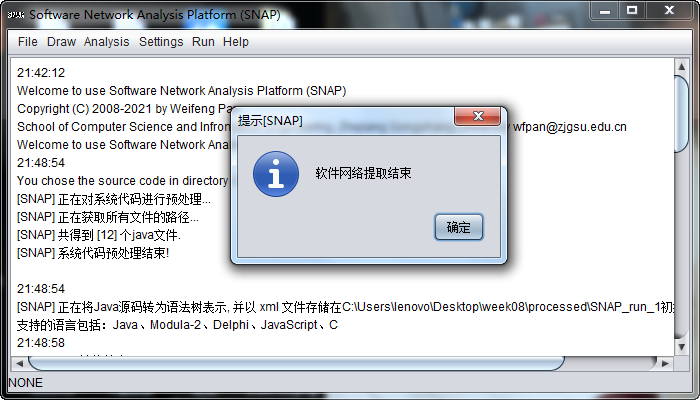 Software Network Analysis Platform (SNAP)
File Draw Analysis Settings Run Help
21:42:12
Welcome to use Software Network Analysis Platform (SNAP)
Copyright (C) 2008-2021 by Weifeng Pa
School of Computer Science and Infrom
wfpan@zjgsu.edu.cn
Welcome to use Software Network Ana
21:48:54
You chose the source code in directory
[SNAP] 正在对系统代码进行预处理...
[SNAP] 正在获取所有文件的路径...
[SNAP] 共得到 [12] 个java文件.
[SNAP] 系统代码预处理结束!
21:48:54
[SNAP] 正在将Java源码转为语法树表示, 并以 xml 文件存储在C:\Users\lenovo\Desktop\week08\processed\SNAP_run_1初
支持的语言包括：Java、Modula-2、Delphi、JavaScript、C
21:48:58
NONE
提示[SNAP]
软件网络提取结束
确定